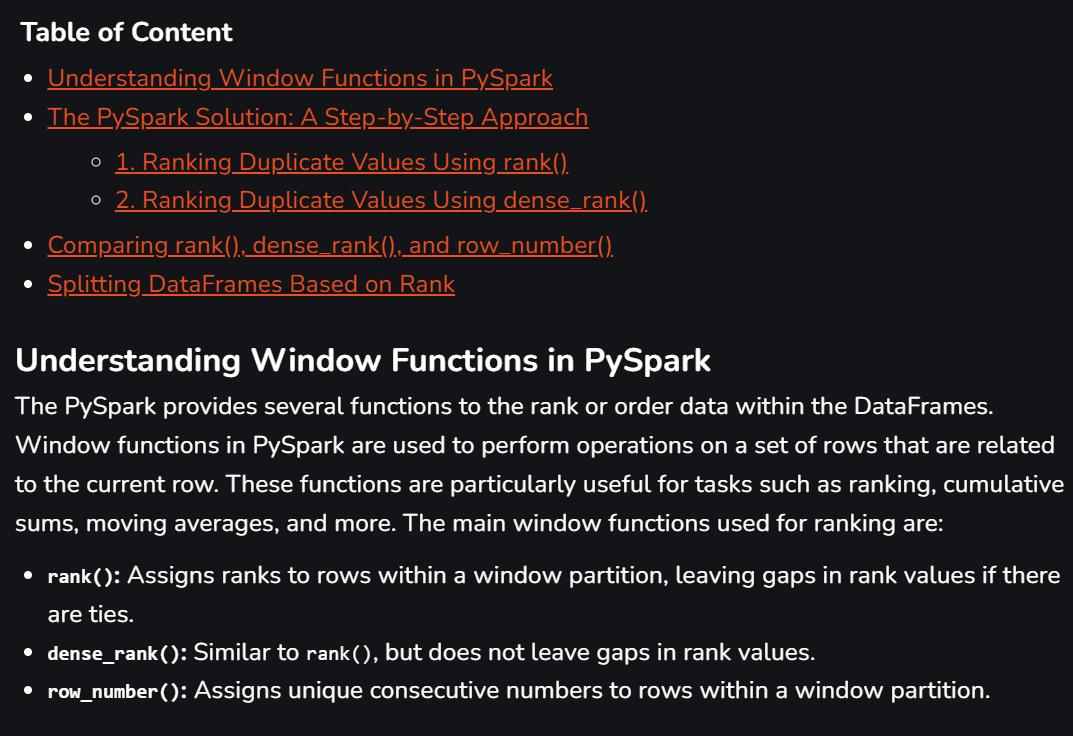 Table of Content
Understanding Window Functions in PySpark
The PySpark Solution: A Step-by-Step Approach
1. Ranking Duplicate Values Using rank()
2. Ranking Duplicate Values Using dense_rank()
Comparing rank(), dense_rank(), and row_number()
Splitting DataFrames Based on Rank
Understanding Window Functions in PySpark
The PySpark provides several functions to the rank or order data within the DataFrames.
Window functions in PySpark are used to perform operations on a set of rows that are related
to the current row. These functions are particularly useful for tasks such as ranking, cumulative
sums, moving averages, and more. The main window functions used for ranking are:
rank(): Assigns ranks to rows within a window partition, leaving gaps in rank values if there
are ties.
dense_rank(): Similar to rank(), but does not leave gaps in rank values.
row_number(): Assigns unique consecutive numbers to rows within a window partition.